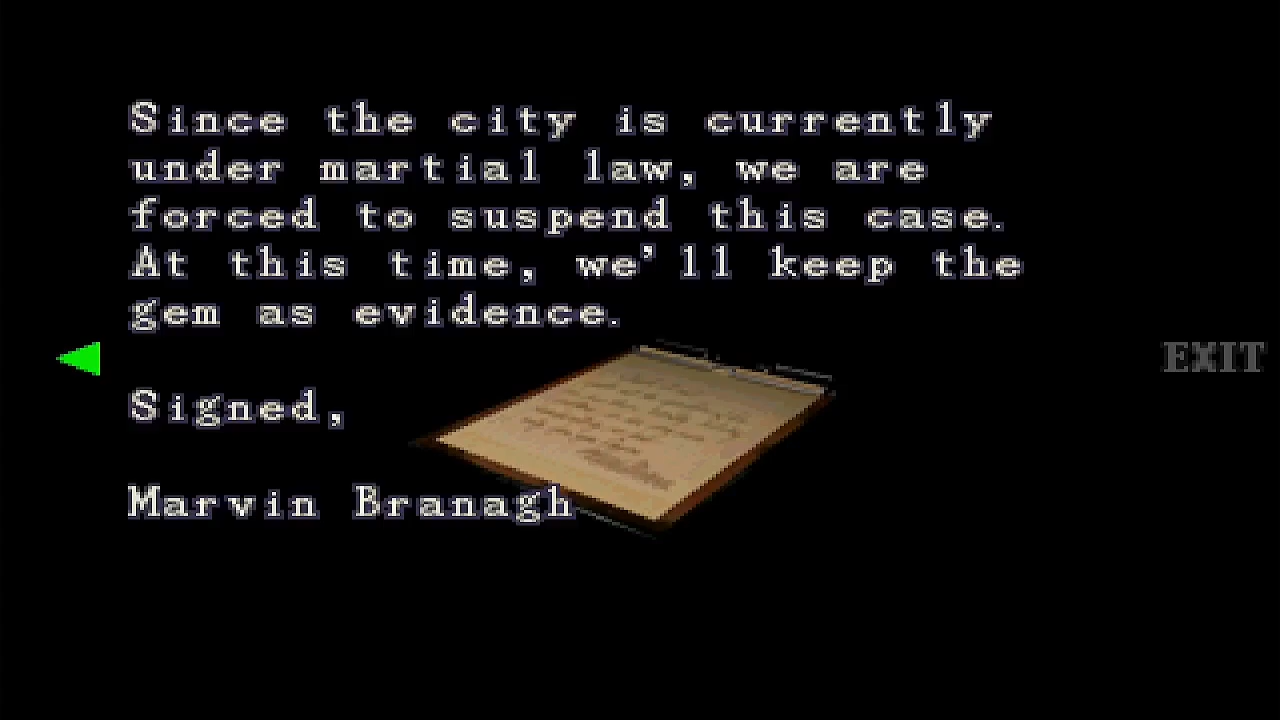 Since the city is currently
under martial law, we are
forced to suspend this case.
At this time, we'll keep the
gem as evidence.
Signed,
Marvin Branagh
EXIT